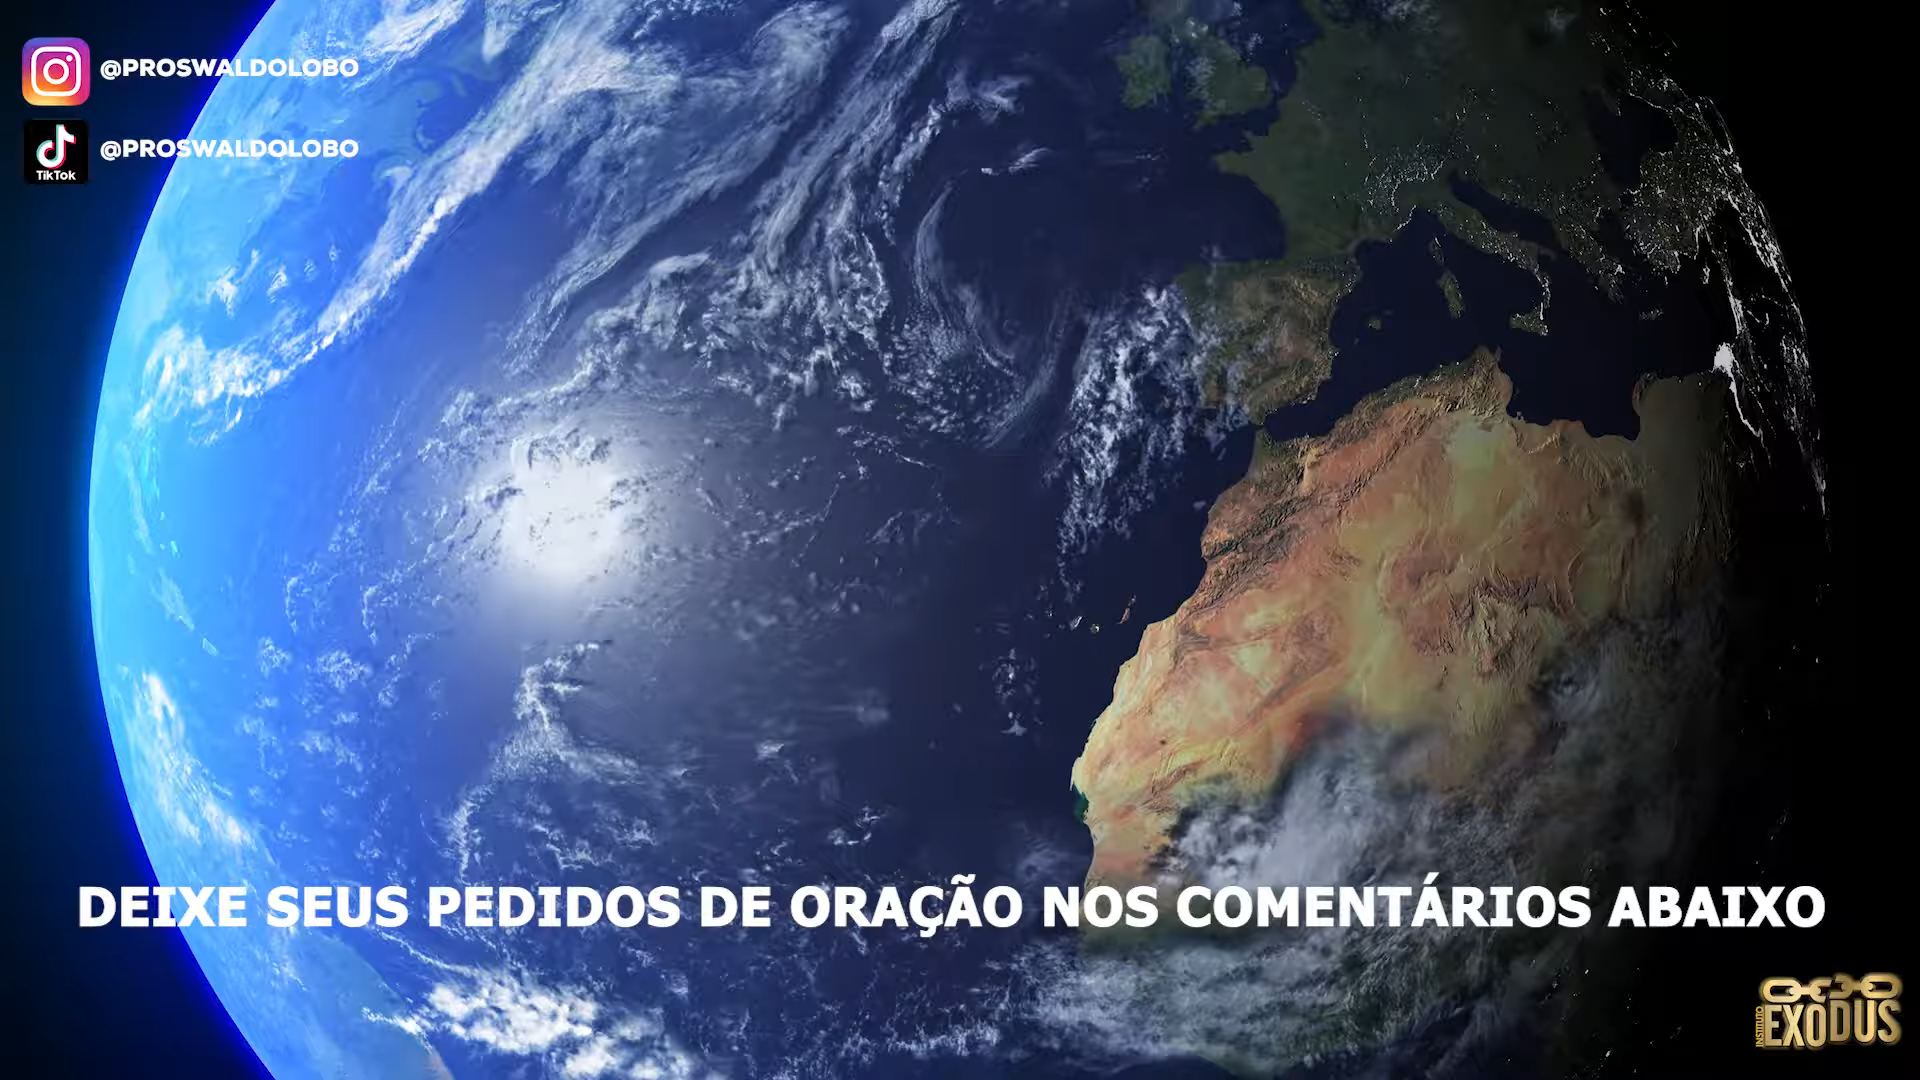 @PROSWALDOLOBO
@PROSWALDOLOBO
TikTok
DEIXE SEUS PEDIDOS DE ORAÇÃO NOS COMENTÁRIOS ABAIXO
INSTITUTO
EXODUS